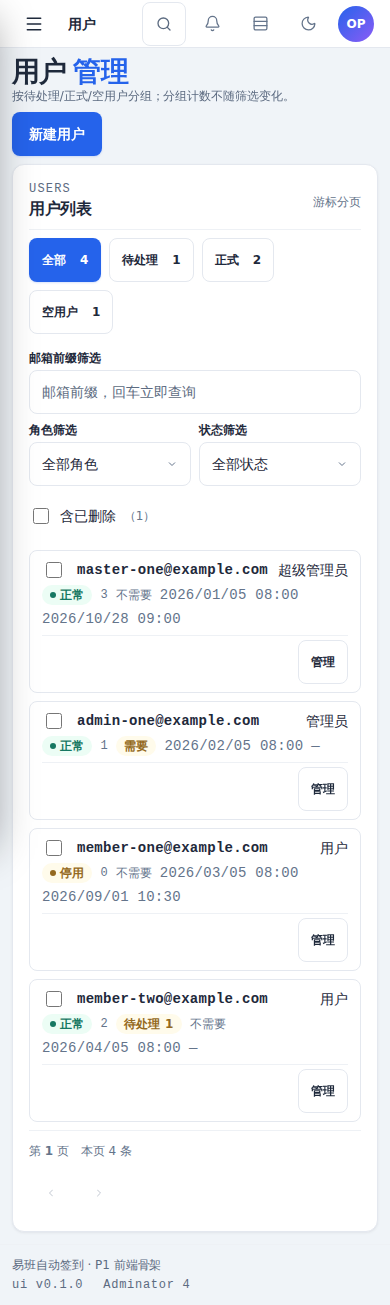 用户
OP
用户 管理
按待处理/正式/空用户分组；分组计数不随筛选变化。
新建用户
USERS
用户列表
游标分页
全部 4
待处理 1
正式 2
空用户 1
邮箱前缀筛选
邮箱前缀，回车立即查询
角色筛选
状态筛选
全部角色
全部状态
含已删除 （1）
master-one@example.com 超级管理员
正常 3 不需要 2026/01/05 08:00
2026/10/28 09:00
管理
admin-one@example.com 管理员
正常 1 需要 2026/02/05 08:00 —
管理
member-one@example.com 用户
停用 0 不需要 2026/03/05 08:00
2026/09/01 10:30
管理
member-two@example.com 用户
正常 2 待处理 1 不需要
2026/04/05 08:00 —
管理
第 1 页 本页 4 条
‹ ›
易班自动签到 · P1 前端骨架
ui v0.1.0 Adminator 4